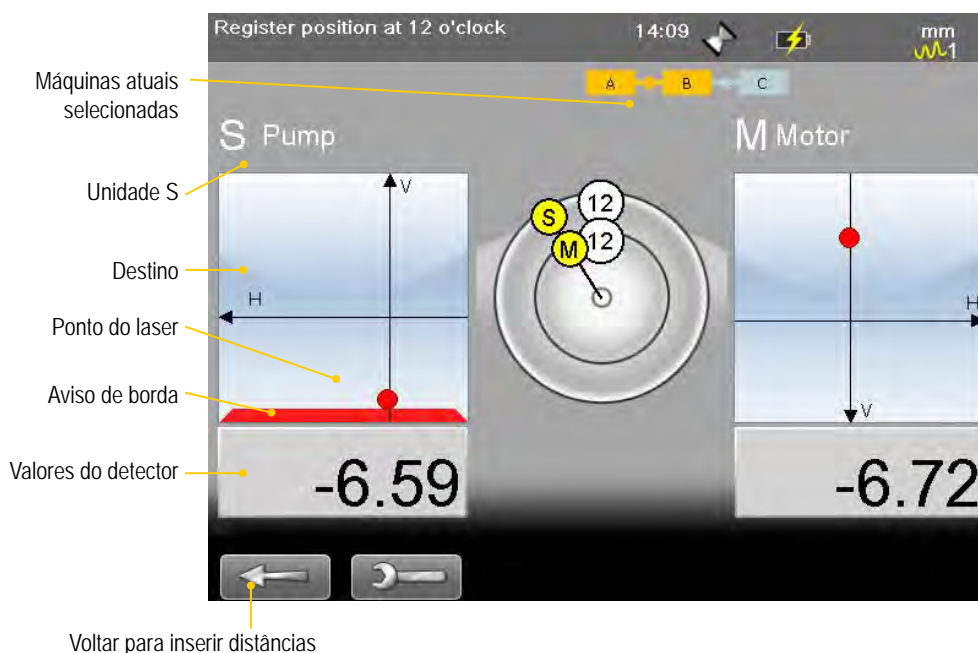 Register position at 12 o'clock
14:09
mm
1
Máquinas atuais
selecionadas
A
B
C
S Pump
M Motor
Unidade S
V
S
12
M
12
Destino
H
H
Ponto do laser
Aviso de borda
V
Valores do detector
-6.59
-6.72
Voltar para inserir distâncias